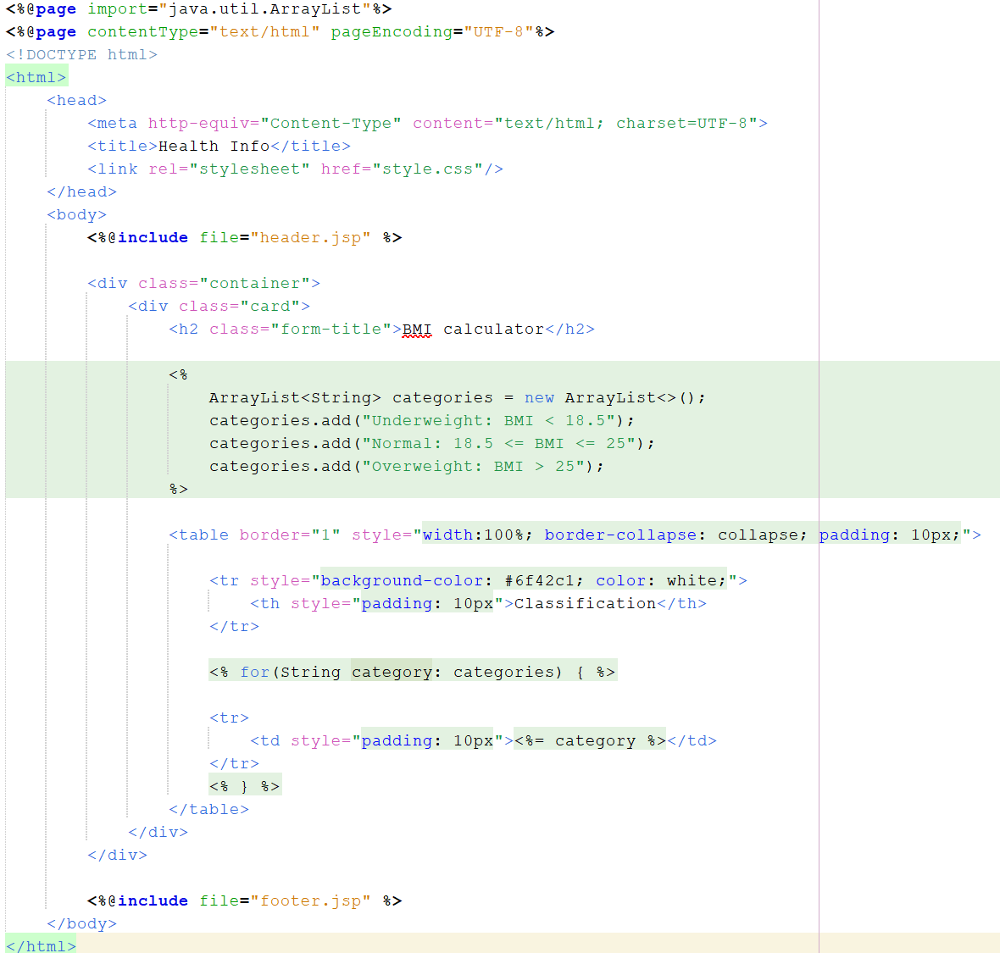 <%@page import="java.util.ArrayList"%>
<%@page contentType="text/html" pageEncoding="UTF-8"%>
<!DOCTYPE html>
<html>
    <head>
        <meta http-equiv="Content-Type" content="text/html; charset=UTF-8">
        <title>Health Info</title>
        <link rel="stylesheet" href="style.css"/>
    </head>
    <body>
        <%@include file="header.jsp" %>

        <div class="container">
            <div class="card">
                <h2 class="form-title">BMI calculator</h2>

                <%
                    ArrayList<String> categories = new ArrayList<>();
                    categories.add("Underweight: BMI < 18.5");
                    categories.add("Normal: 18.5 <= BMI <= 25");
                    categories.add("Overweight: BMI > 25");
                %>

                <table border="1" style="width:100%; border-collapse: collapse; padding: 10px;">

                    <tr style="background-color: #6f42c1; color: white;">
                        <th style="padding: 10px">Classification</th>
                    </tr>

                    <% for(String category: categories) { %>

                    <tr>
                        <td style="padding: 10px"><%= category %></td>
                    </tr>
                    <% } %>
                </table>
            </div>
        </div>

        <%@include file="footer.jsp" %>
    </body>
</html>